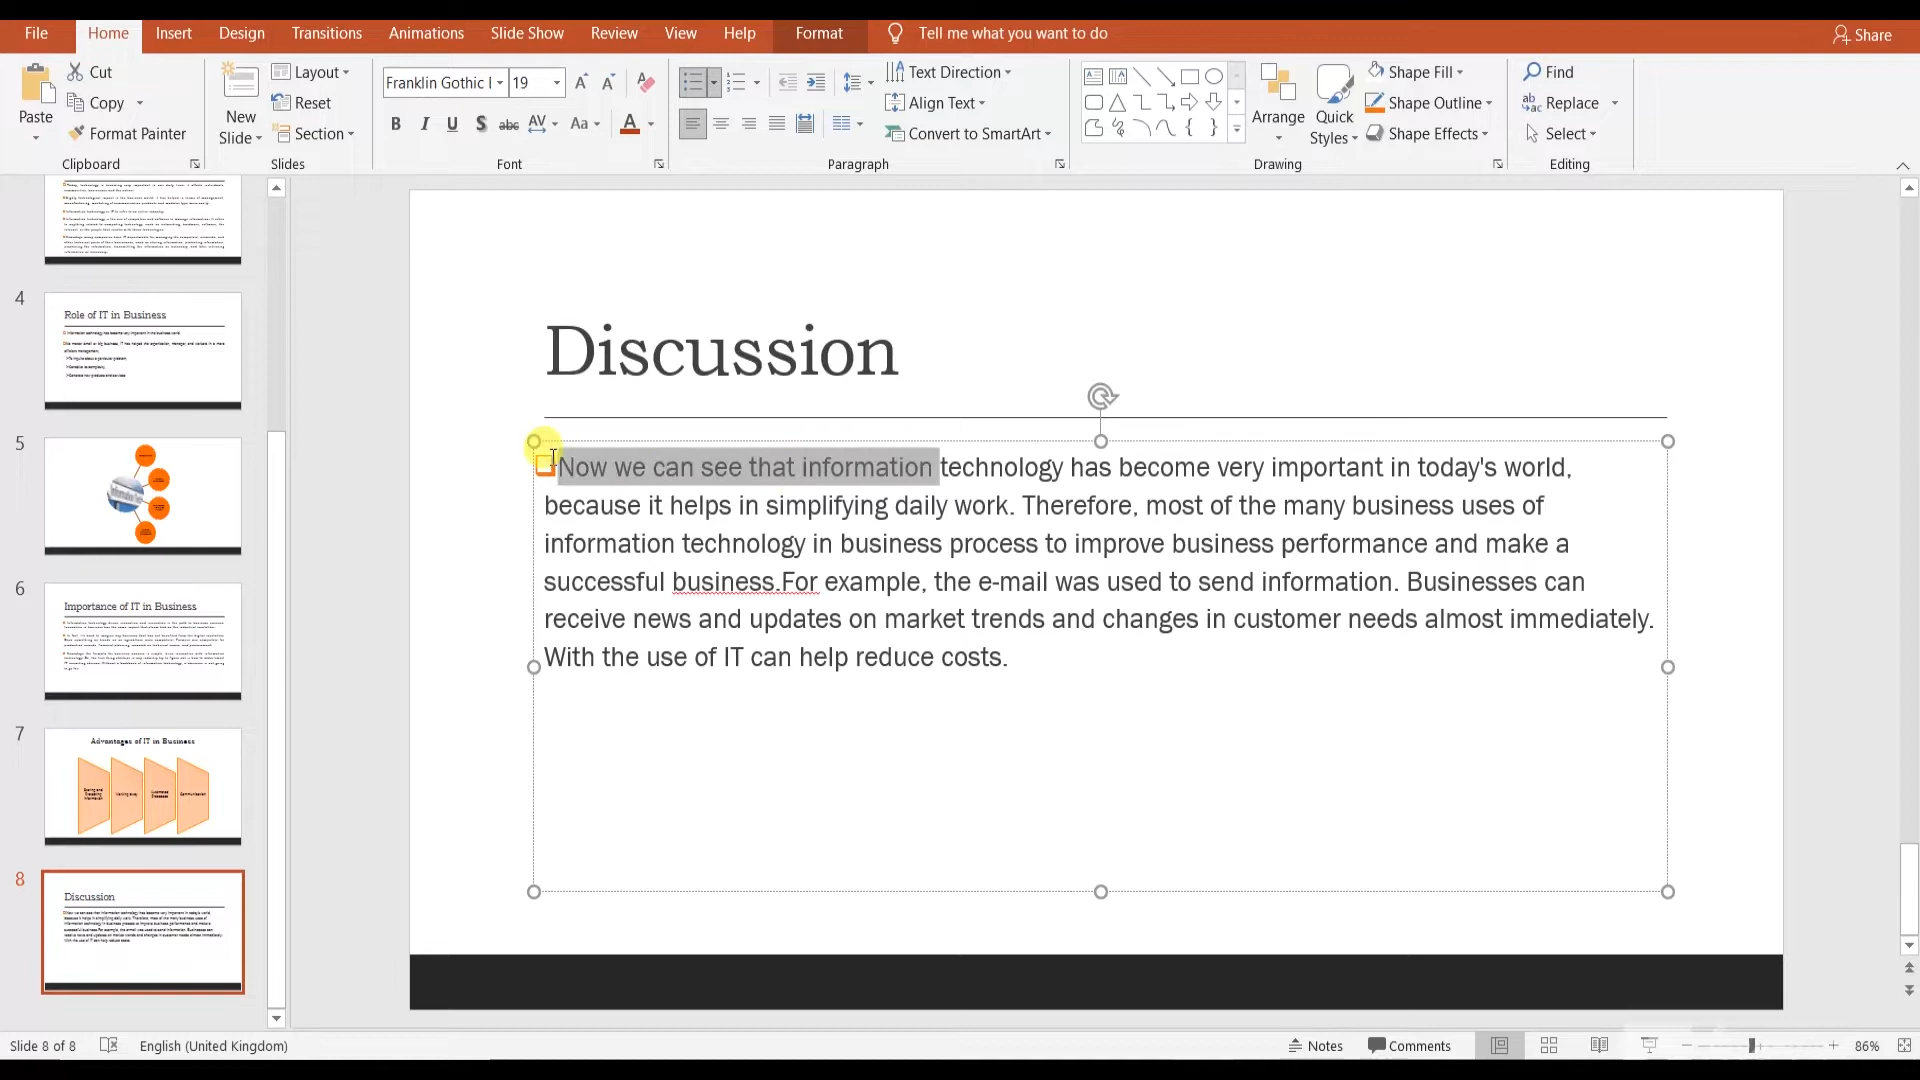 File Home Insert Design Transitions Animations Slide Show Review View Help Format Tell me what you want to do Share
Cut Layout Franklin Gothic I 19 Text Direction Shape Fill Find
Copy Reset Align Text Shape Outline Replace
Paste Format Painter New Slide Section Convert to SmartArt Arrange Quick Styles Shape Effects Select
Clipboard Slides Font Paragraph Drawing Editing
4
Role of IT in Business
5
6
Importance of IT in Business
7
Advantages of IT in Business
8
Discussion
Discussion
Now we can see that information technology has become very important in today's world,
because it helps in simplifying daily work. Therefore, most of the many business uses of
information technology in business process to improve business performance and make a
successful business.For example, the e-mail was used to send information. Businesses can
receive news and updates on market trends and changes in customer needs almost immediately.
With the use of IT can help reduce costs.
Slide 8 of 8 English (United Kingdom) Notes Comments 86%